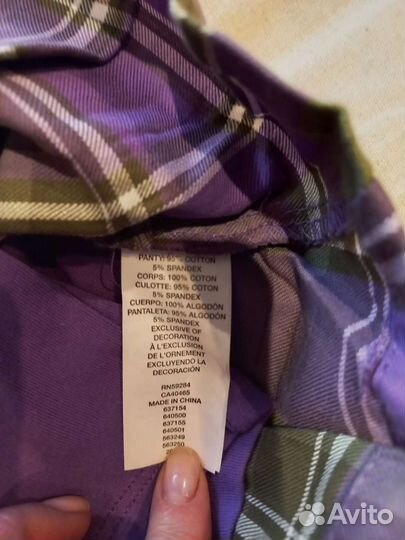 PANTY: 95% COTTON
5% SPANDEX
CORPS: 100% COTON
CULOTTE: 95% COTON
5% SPANDEX
CUERPO: 100% ALGODÓN
PANTALETA: 95% ALGODÓN
5% SPANDEX
EXCLUSIVE OF
DECORATION
À L'EXCLUSION
DE L'ORNEMENT
EXCLUYENDO LA
DECORACIÓN
RN59284
CA40465
MADE IN CHINA
637154
640500
637155
640501
563249
563250
Avito